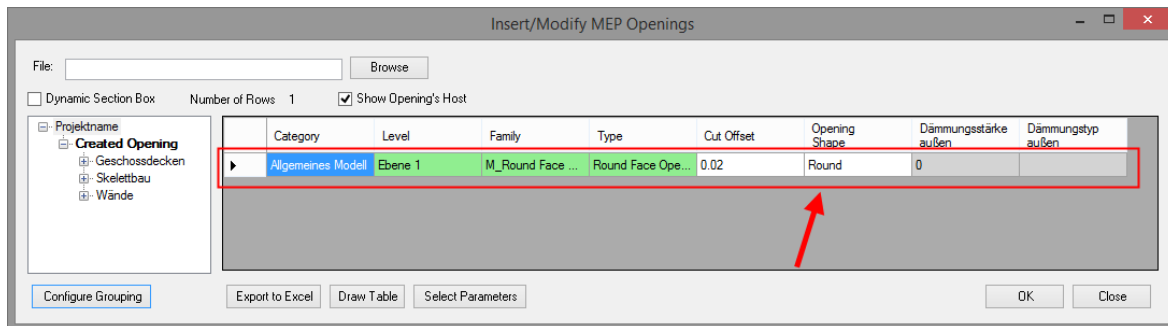 Insert/Modify MEP Openings
File:
Browse
Dynamic Section Box Number of Rows 1 Show Opening's Host
Projektname
Created Opening
Geschossdecken
Skelettbau
Wände
Category Level Family Type Cut Offset Opening Shape Dämmungsstärke außen Dämmungstyp außen
Allgemeines Modell Ebene 1 M_Round Face ... Round Face Ope... 0.02 Round 0
Configure Grouping Export to Excel Draw Table Select Parameters OK Close